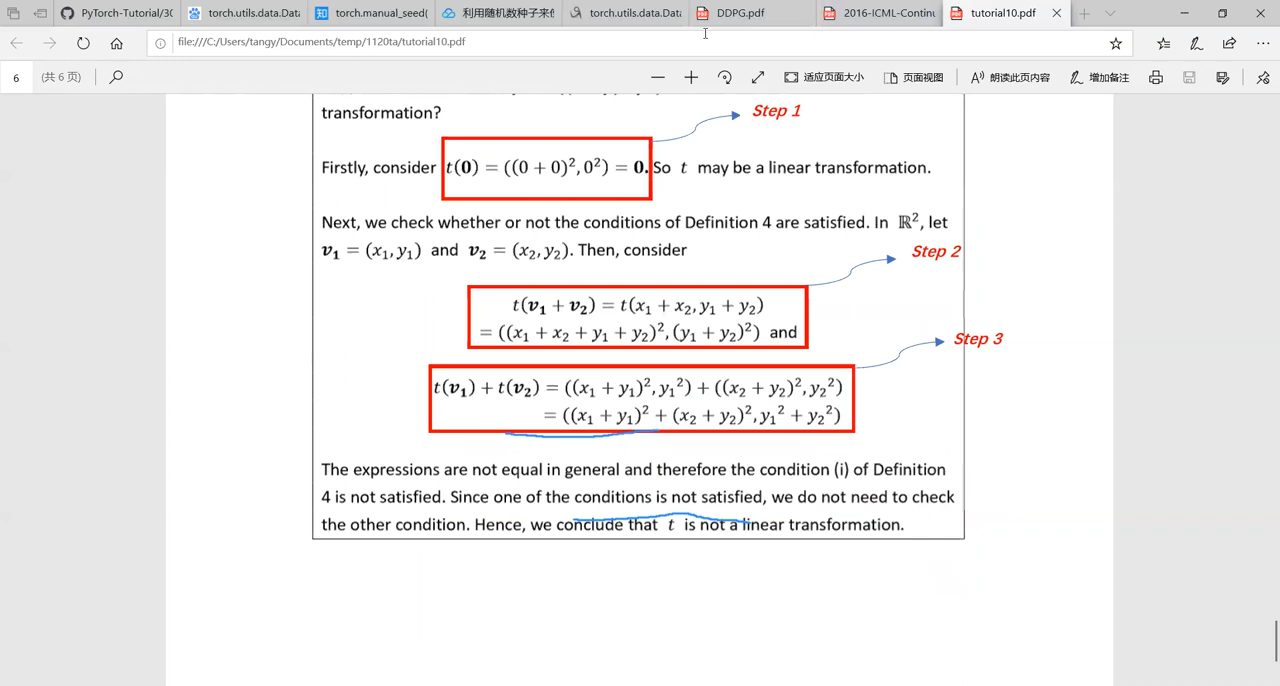 PyTorch-Tutorial/30
torch.utils.data.Data
torch.manual_seed(
利用随机数种子来使
torch.utils.data.Data
DDPG.pdf
2016-ICML-Continu
tutorial10.pdf
file:///C:/Users/tangy/Documents/temp/1120ta/tutorial10.pdf
6 (共 6 页)
适应页面大小
页面视图
朗读此页内容
增加备注
transformation?
Step 1
Firstly, consider t(0) = ((0 + 0)², 0²) = 0. So t may be a linear transformation.
Next, we check whether or not the conditions of Definition 4 are satisfied. In ℝ², let
v₁ = (x₁, y₁) and v₂ = (x₂, y₂). Then, consider
Step 2
t(v₁ + v₂) = t(x₁ + x₂, y₁ + y₂)
= ((x₁ + x₂ + y₁ + y₂)², (y₁ + y₂)²) and
Step 3
t(v₁) + t(v₂) = ((x₁ + y₁)², y₁²) + ((x₂ + y₂)², y₂²)
= ((x₁ + y₁)² + (x₂ + y₂)², y₁² + y₂²)
The expressions are not equal in general and therefore the condition (i) of Definition
4 is not satisfied. Since one of the conditions is not satisfied, we do not need to check
the other condition. Hence, we conclude that t is not a linear transformation.